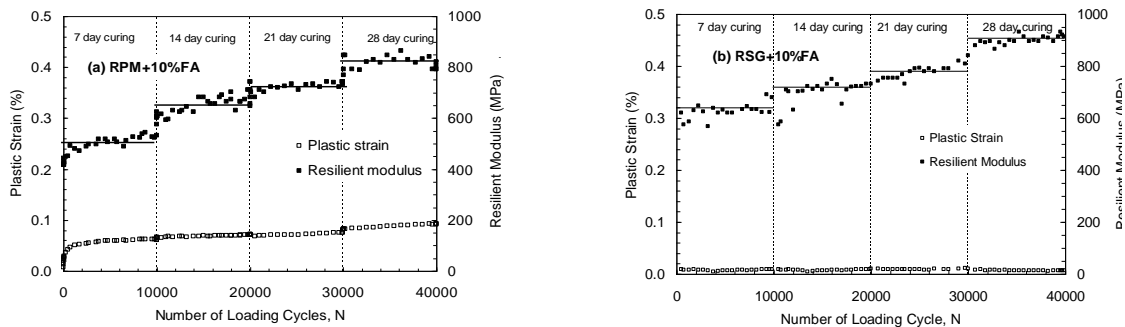 0.5
0.4
0.3
0.2
0.1
0.0
Plastic Strain (%)
7 day curing
14 day curing
21 day curing
28 day curing
(a) RPM+10%FA
Plastic strain
Resilient modulus
1000
800
600
400
200
0
Resilient Modulus (MPa)
0
10000
20000
30000
40000
Number of Loading Cycles, N
0.5
0.4
0.3
0.2
0.1
0.0
Plastic Strain (%)
7 day curing
14 day curing
21 day curing
28 day curing
(b) RSG+10%FA
Plastic Strain
Resilient Modulus
1000
800
600
400
200
0
Resilient Modulus (MPa)
0
10000
20000
30000
40000
Number of Loading Cycle, N